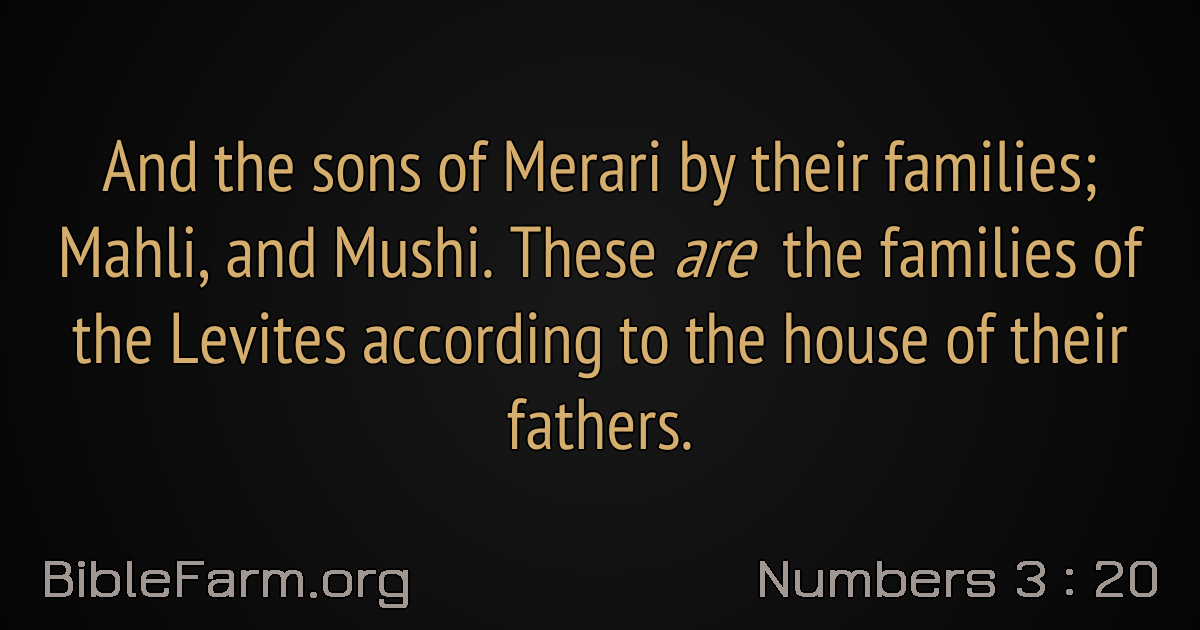 And the sons of Merari by their families;
Mahli, and Mushi. These are the families of
the Levites according to the house of their
fathers.
BibleFarm.org
Numbers 3 : 20